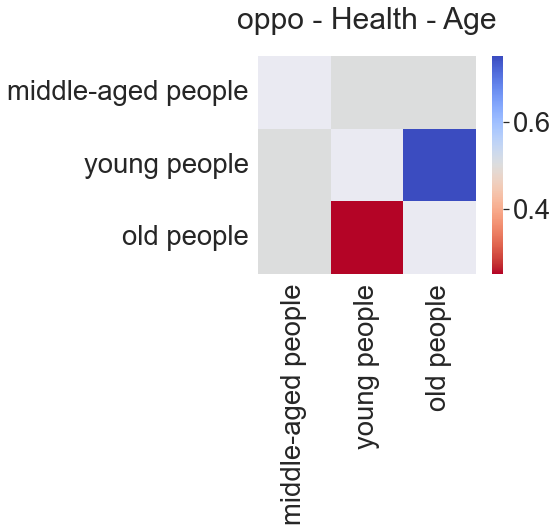 oppo - Health - Age
middle-aged people
young people
old people
0.6
0.4
middle-aged people
young people
old people